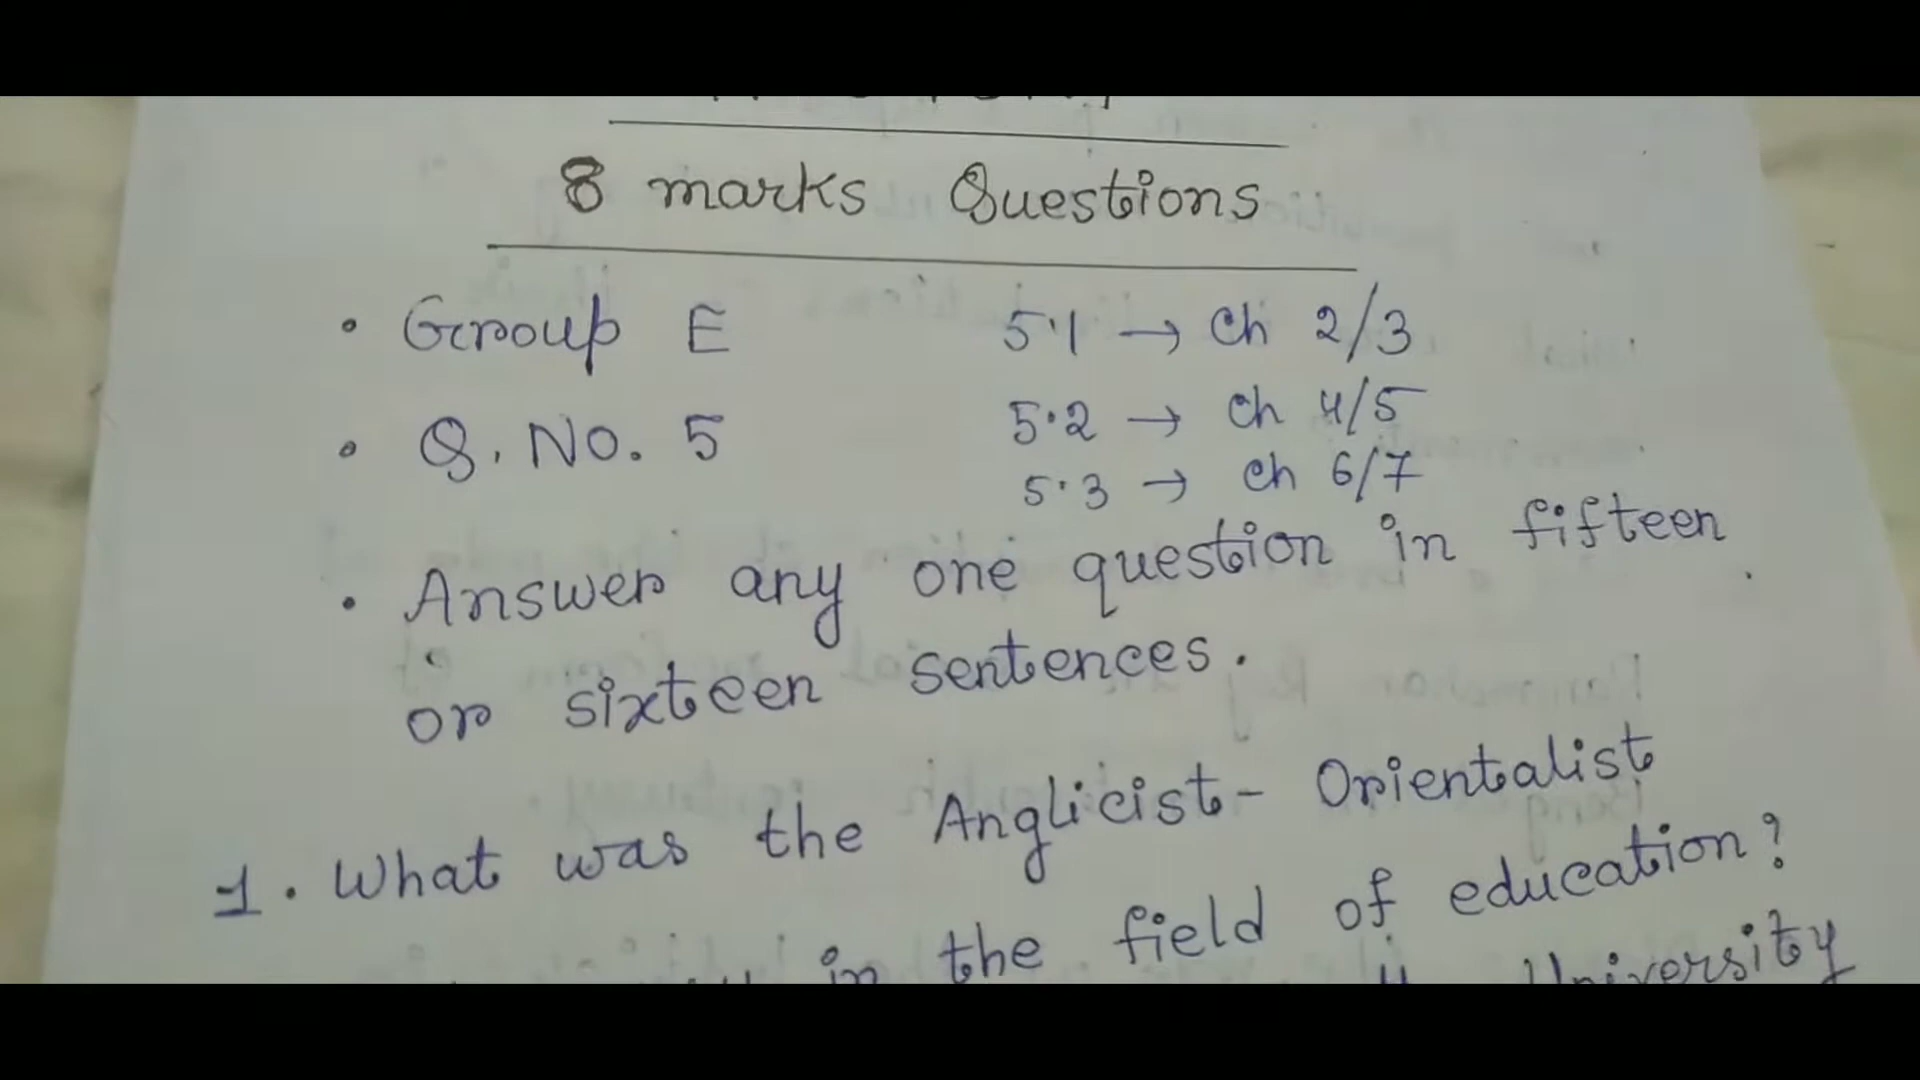 8 marks Questions
• Group E 5.1 → Ch 2/3
• Q. No. 5 5.2 → Ch 4/5
5.3 → Ch 6/7
• Answer any one question in fifteen
or sixteen sentences.
1. What was the Anglicist- Orientalist
in the field of education?
University